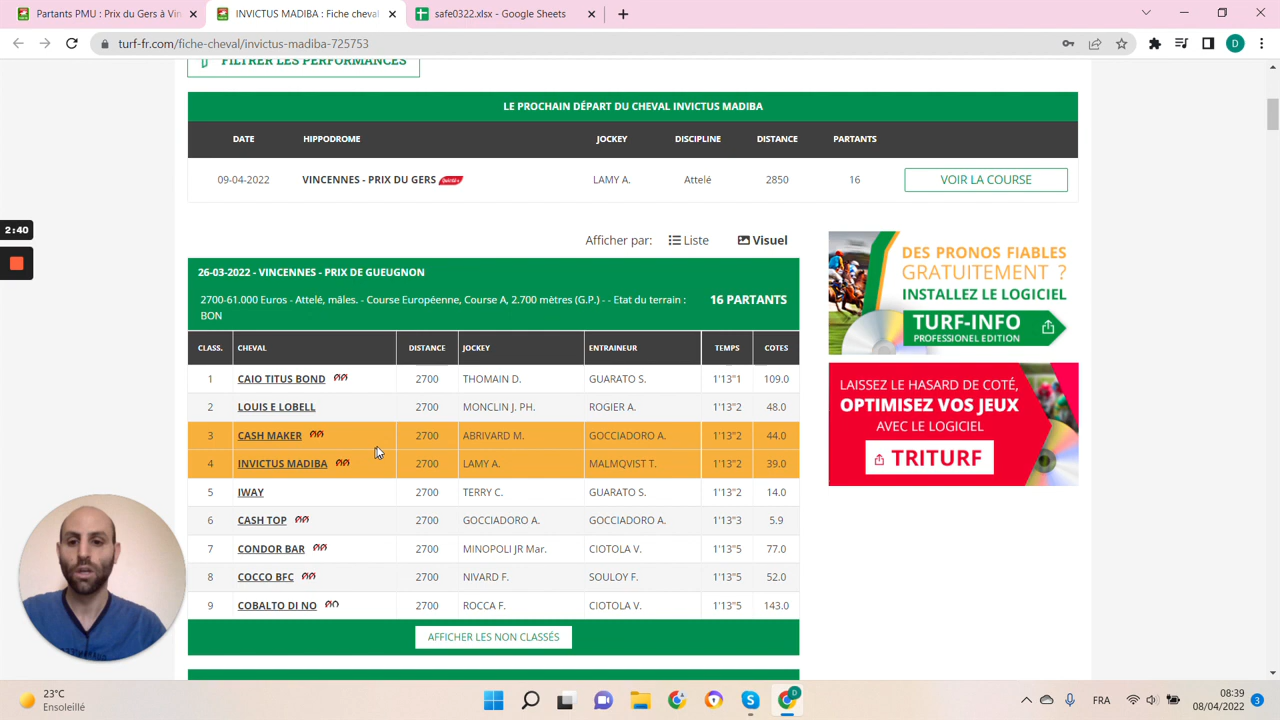 Partants PMU : Prix du Gers à Vin
INVICTUS MADIBA : Fiche cheval
safe0322.xlsx - Google Sheets
turf-fr.com/fiche-cheval/invictus-madiba-725753
D
FILTRER LES PERFORMANCES
LE PROCHAIN DÉPART DU CHEVAL INVICTUS MADIBA
DATE HIPPODROME JOCKEY DISCIPLINE DISTANCE PARTANTS
09-04-2022 VINCENNES - PRIX DU GERS LAMY A. Attelé 2850 16 VOIR LA COURSE
2:40
Afficher par: Liste Visuel
26-03-2022 - VINCENNES - PRIX DE GUEUGNON
2700-61.000 Euros - Attelé, mâles. - Course Européenne, Course A, 2.700 mètres (G.P.) - - Etat du terrain :
BON
16 PARTANTS
CLASS. CHEVAL DISTANCE JOCKEY ENTRAINEUR TEMPS COTES
1 CAIO TITUS BOND 2700 THOMAIN D. GUARATO S. 1'13"1 109.0
2 LOUIS E LOBELL 2700 MONCLIN J. PH. ROGIER A. 1'13"2 48.0
3 CASH MAKER 2700 ABRIVARD M. GOCCIADORO A. 1'13"2 44.0
4 INVICTUS MADIBA 2700 LAMY A. MALMQVIST T. 1'13"2 39.0
5 IWAY 2700 TERRY C. GUARATO S. 1'13"2 14.0
6 CASH TOP 2700 GOCCIADORO A. GOCCIADORO A. 1'13"3 5.9
7 CONDOR BAR 2700 MINOPOLI JR Mar. CIOTOLA V. 1'13"5 77.0
8 COCCO BFC 2700 NIVARD F. SOULOY F. 1'13"5 52.0
9 COBALTO DI NO 2700 ROCCA F. CIOTOLA V. 1'13"5 143.0
AFFICHER LES NON CLASSÉS
DES PRONOS FIABLES
GRATUITEMENT ?
INSTALLEZ LE LOGICIEL
TURF-INFO
PROFESSIONEL EDITION
LAISSEZ LE HASARD DE COTÉ,
OPTIMISEZ VOS JEUX
AVEC LE LOGICIEL
TRITURF
23°C
Ensoleillé
D
FRA
08:39
08/04/2022
3